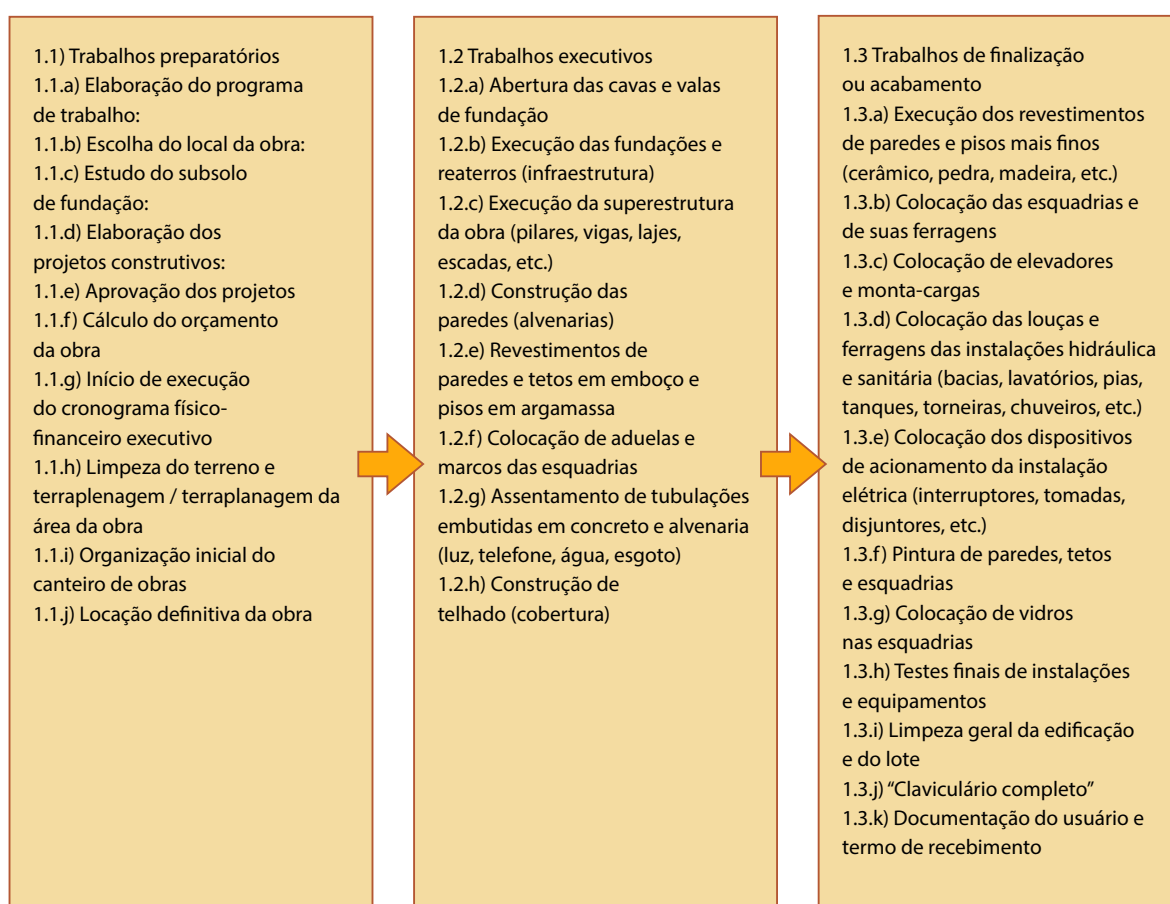 1.1) Trabalhos preparatórios
1.1.a) Elaboração do programa
de trabalho:
1.1.b) Escolha do local da obra:
1.1.c) Estudo do subsolo
de fundação:
1.1.d) Elaboração dos
projetos construtivos:
1.1.e) Aprovação dos projetos
1.1.f) Cálculo do orçamento
da obra
1.1.g) Início de execução
do cronograma físico-
financeiro executivo
1.1.h) Limpeza do terreno e
terraplenagem / terraplanagem da
área da obra
1.1.i) Organização inicial do
canteiro de obras
1.1.j) Locação definitiva da obra
1.2 Trabalhos executivos
1.2.a) Abertura das cavas e valas
de fundação
1.2.b) Execução das fundações e
reaterros (infraestrutura)
1.2.c) Execução da superestrutura
da obra (pilares, vigas, lajes,
escadas, etc.)
1.2.d) Construção das
paredes (alvenarias)
1.2.e) Revestimentos de
paredes e tetos em emboço e
pisos em argamassa
1.2.f) Colocação de aduelas e
marcos das esquadrias
1.2.g) Assentamento de tubulações
embutidas em concreto e alvenaria
(luz, telefone, água, esgoto)
1.2.h) Construção de
telhado (cobertura)
1.3 Trabalhos de finalização
ou acabamento
1.3.a) Execução dos revestimentos
de paredes e pisos mais finos
(cerâmico, pedra, madeira, etc.)
1.3.b) Colocação das esquadrias e
de suas ferragens
1.3.c) Colocação de elevadores
e monta-cargas
1.3.d) Colocação das louças e
ferragens das instalações hidráulica
e sanitária (bacias, lavatórios, pias,
tanques, torneiras, chuveiros, etc.)
1.3.e) Colocação dos dispositivos
de acionamento da instalação
elétrica (interruptores, tomadas,
disjuntores, etc.)
1.3.f) Pintura de paredes, tetos
e esquadrias
1.3.g) Colocação de vidros
nas esquadrias
1.3.h) Testes finais de instalações
e equipamentos
1.3.i) Limpeza geral da edificação
e do lote
1.3.j) “Claviculário completo”
1.3.k) Documentação do usuário e
termo de recebimento